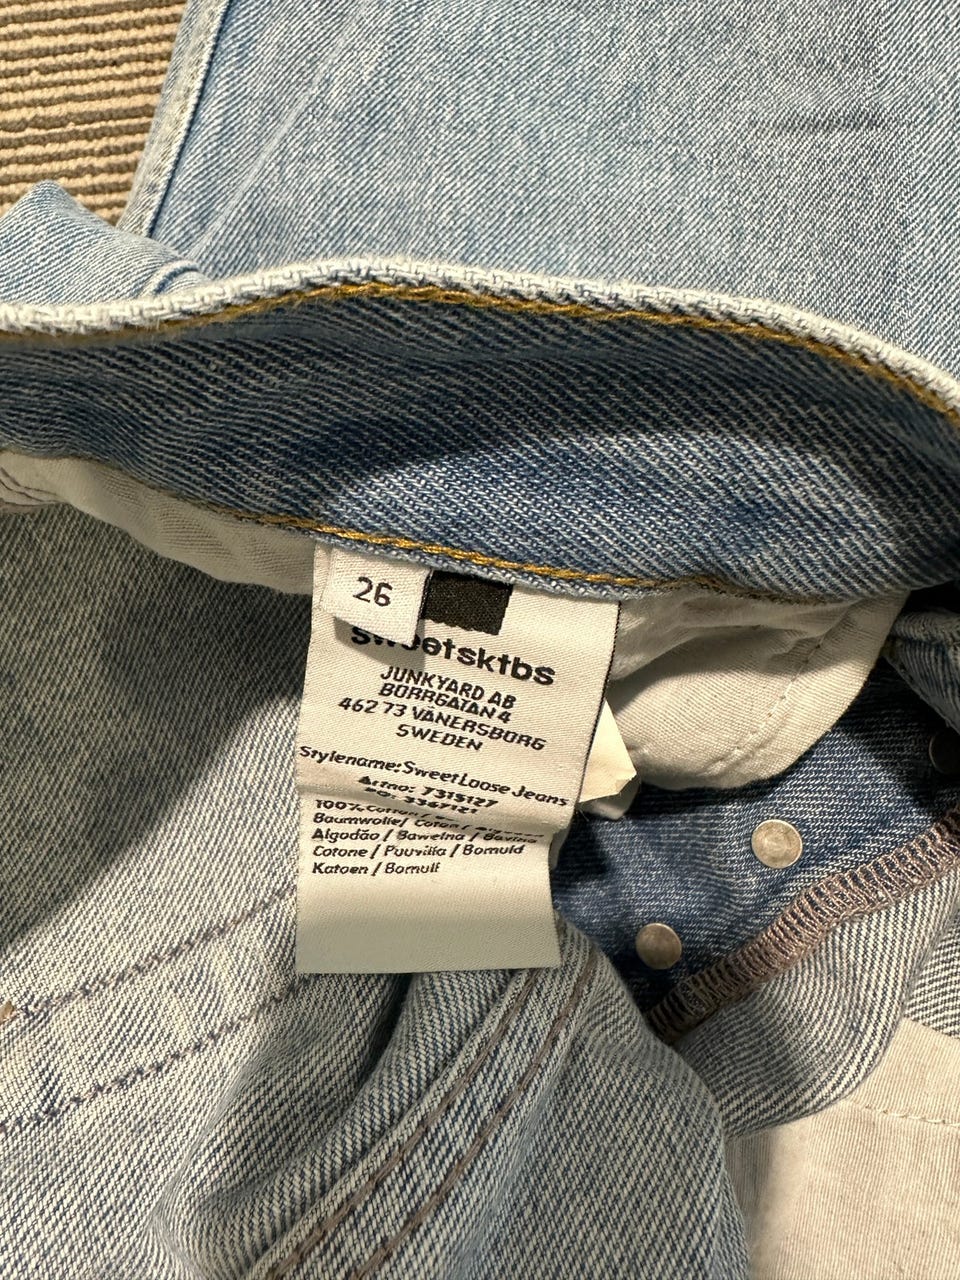 26
sweetsktbs
JUNKYARD AB
BORRGATAN 4
462 73 VÄNERSBORG
SWEDEN
Stylename: Sweet Loose Jeans
Artno: 7315127
100% Cotton/
Baumwolle/ Coton/
Algodão / Bawełna /
Cotone / Puuvilla / Bomuld
Katoen / Bomull